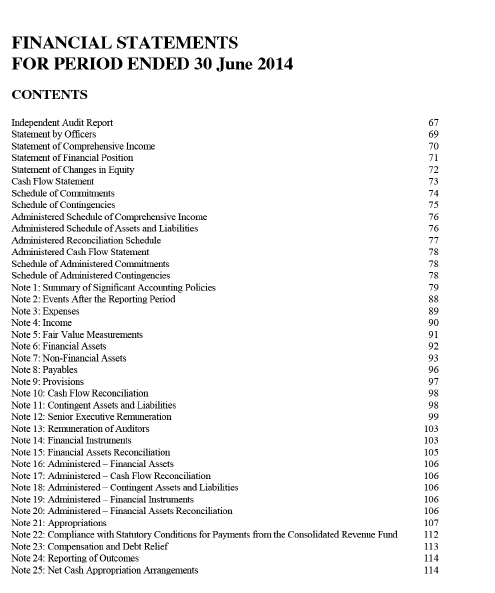 FINANCIAL STATEMENTS
FOR PERIOD ENDED 30 June 2014
CONTENTS
Independent Audit Report 67
Statement by Officers 69
Statement of Comprehensive Income 70
Statement of Financial Position 71
Statement of Changes in Equity 72
Cash Flow Statement 73
Schedule of Commitments 74
Schedule of Contingencies 75
Administered Schedule of Comprehensive Income 76
Administered Schedule of Assets and Liabilities 76
Administered Reconciliation Schedule 77
Administered Cash Flow Statement 78
Schedule of Administered Commitments 78
Schedule of Administered Contingencies 78
Note 1: Summary of Significant Accounting Policies 79
Note 2: Events After the Reporting Period 88
Note 3: Expenses 89
Note 4: Income 90
Note 5: Fair Value Measurements 91
Note 6: Financial Assets 92
Note 7: Non-Financial Assets 93
Note 8: Payables 96
Note 9: Provisions 97
Note 10: Cash Flow Reconciliation 98
Note 11: Contingent Assets and Liabilities 98
Note 12: Senior Executive Remuneration 99
Note 13: Remuneration of Auditors 103
Note 14: Financial Instruments 103
Note 15: Financial Assets Reconciliation 105
Note 16: Administered – Financial Assets 106
Note 17: Administered – Cash Flow Reconciliation 106
Note 18: Administered – Contingent Assets and Liabilities 106
Note 19: Administered – Financial Instruments 106
Note 20: Administered – Financial Assets Reconciliation 106
Note 21: Appropriations 107
Note 22: Compliance with Statutory Conditions for Payments from the Consolidated Revenue Fund 112
Note 23: Compensation and Debt Relief 113
Note 24: Reporting of Outcomes 114
Note 25: Net Cash Appropriation Arrangements 114